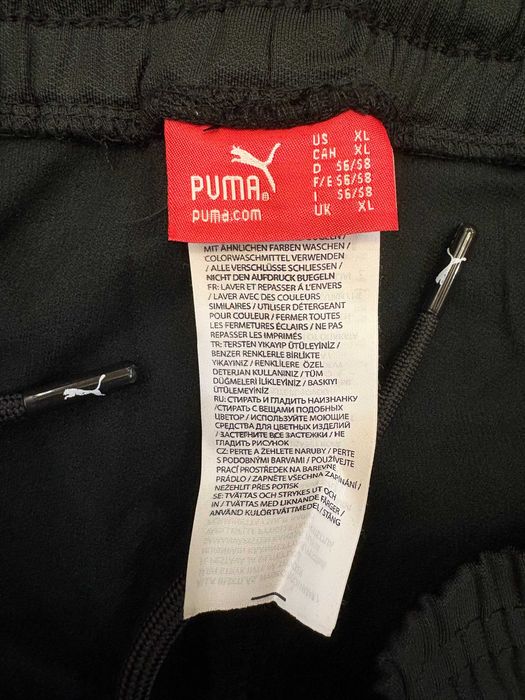 PUMA®
puma.com
US XL
CAN XL
D 56/58
F/E 56/58
I 56/58
UK XL
MIT ÄHNLICHEN FARBEN WASCHEN /
COLORWASCHMITTEL VERWENDEN
/ ALLE VERSCHLÜSSE SCHLIESSEN /
NICHT DEN AUFDRUCK BUEGELN
FR: LAVER ET REPASSER À L'ENVERS
/ LAVER AVEC DES COULEURS
SIMILAIRES / UTILISER DÉTERGEANT
POUR COULEUR / FERMER TOUTES
LES FERMETURES ÉCLAIRS / NE PAS
REPASSER LES IMPRIMÉS
TR: TERSTEN YIKAYIP ÜTÜLEYİNİZ /
BENZER RENKLERLE BİRLİKTE
YIKAYINIZ / RENKLİLERE ÖZEL
DETERJAN KULLANINIZ / TÜM
DÜĞMELERİ İLİKLEYİNİZ / BASKIYI
ÜTÜLEMEYİNİZ
RU: СТИРАТЬ И ГЛАДИТЬ НАИЗНАНКУ
/СТИРАТЬ С ВЕЩАМИ ПОДОБНЫХ
ЦВЕТОР / ИСПОЛЬЗУЙТЕ МОЮЩИЕ
СРЕДСТВА ДЛЯ ЦВЕТНЫХ ИЗДЕЛИЙ
/ ЗАСТЕГНИТЕ ВСЕ ЗАСТЕЖКИ / НЕ
ГЛАДИТЬ РИСУНОК
CZ: PERTE A ŽEHLETE NARUBY / PERTE
S PODOBNÝMI BARVAMI / POUŽÍVEJTE
PRACÍ PROSTŘEDEK NA BAREVNÉ
PRÁDLO / ZAPNĚTE VŠECHNA ZAPÍNÁNÍ /
NEŽEHLIT PŘES POTISK
SE: TVÄTTAS OCH STRYKES UT OCH
IN / TVÄTTAS MED LIKNANDE FÄRGER /
ANVÄND KULÖRTVÄTTMEDEL / STÄNG